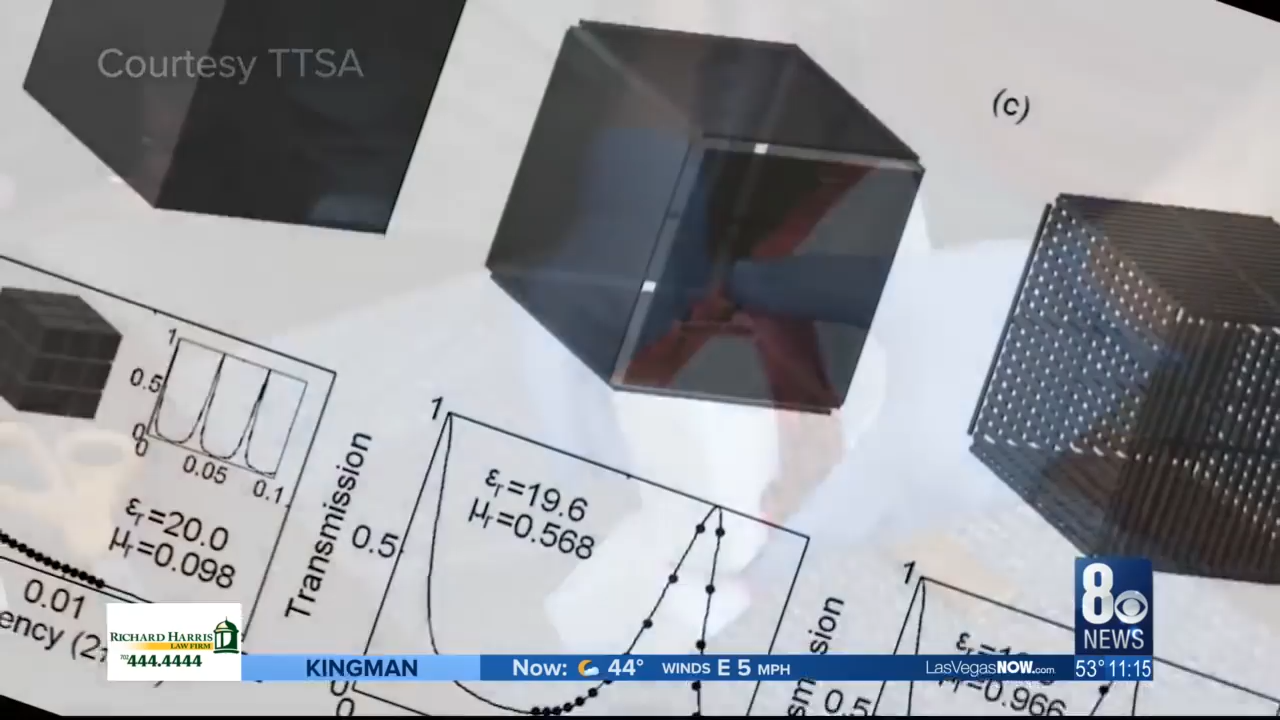 Courtesy TTSA
(c)
1
0.5
0
0
0.05
0.1
εr=20.0
μr=0.098
0.01
Transmission
1
0.5
0
εr=19.6
μr=0.568
1
0.5
μr=0.966
RICHARD HARRIS
LAW FIRM
702 444.4444
KINGMAN
Now:
44°
WINDS E 5 MPH
LasVegasNOW.com
8
NEWS
53° 11:15